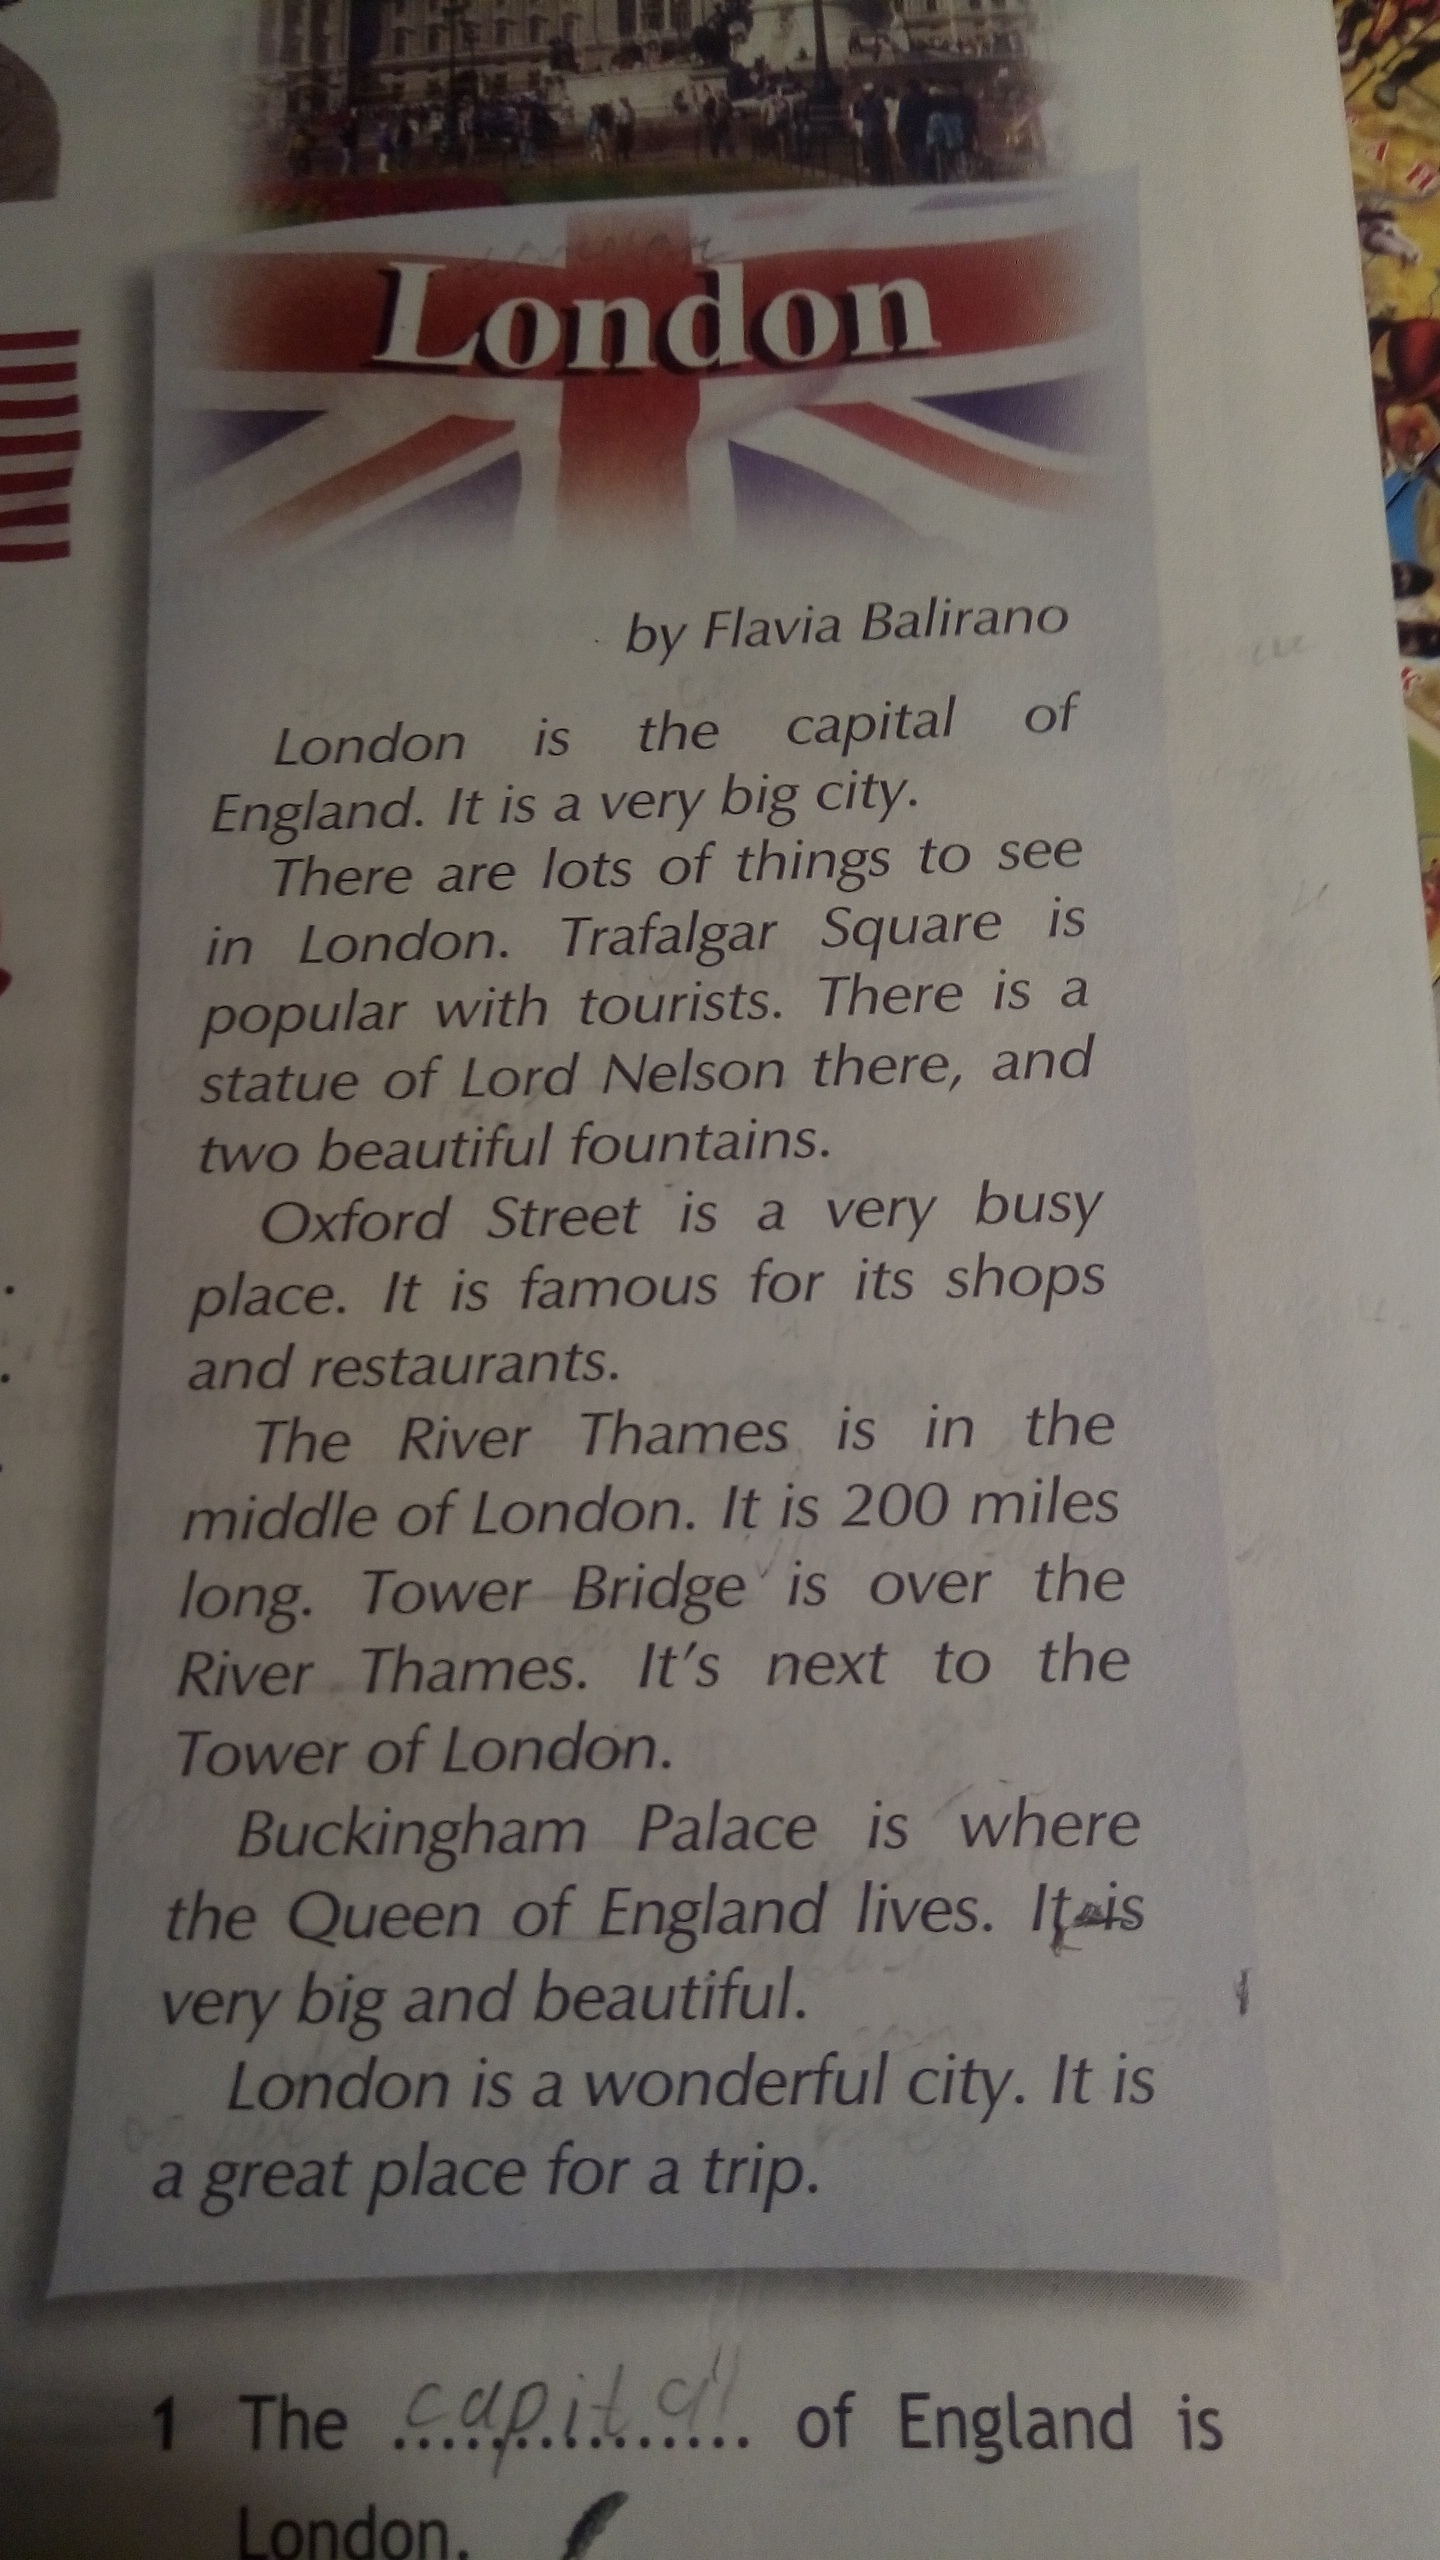 London
by Flavia Balirano
London is the capital of
England. It is a very big city.
There are lots of things to see
in London. Trafalgar Square is
popular with tourists. There is a
statue of Lord Nelson there, and
two beautiful fountains.
Oxford Street is a very busy
place. It is famous for its shops
and restaurants.
The River Thames is in the
middle of London. It is 200 miles
long. Tower Bridge is over the
River Thames. It's next to the
Tower of London.
Buckingham Palace is where
the Queen of England lives. It is
very big and beautiful.
London is a wonderful city. It is
a great place for a trip.
1 The capital of England is
London.